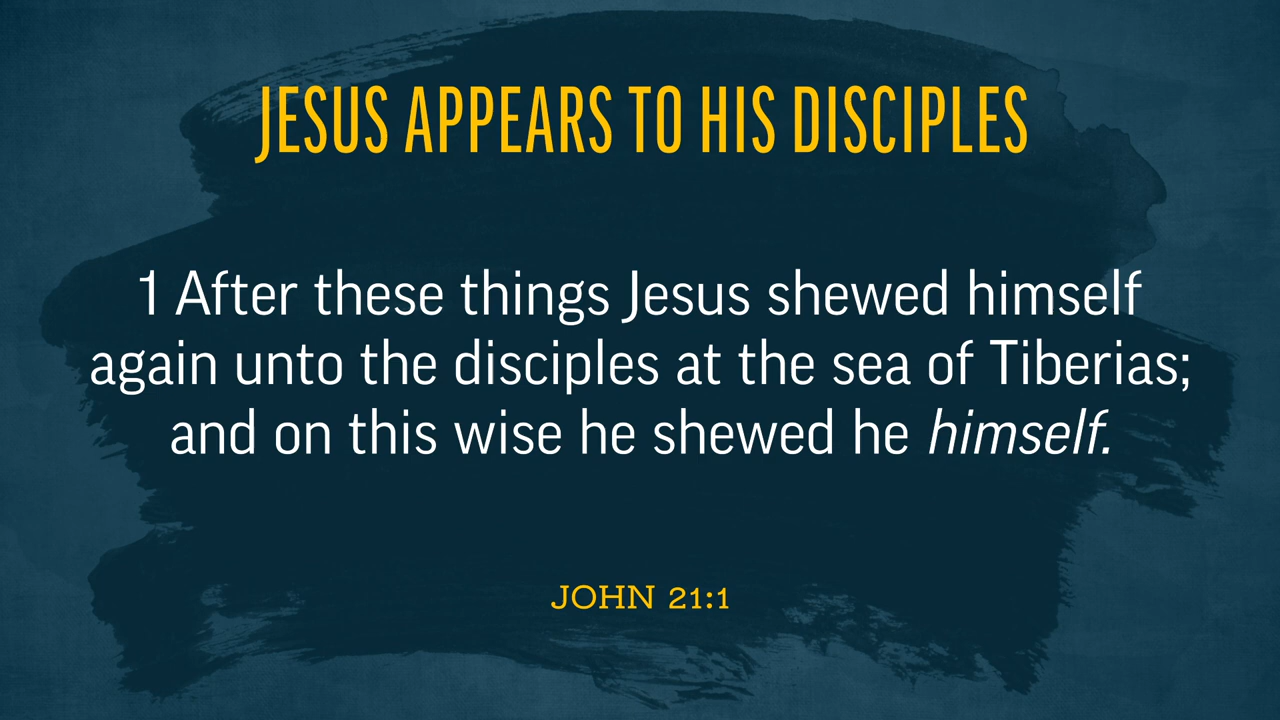 JESUS APPEARS TO HIS DISCIPLES
1 After these things Jesus shewed himself
again unto the disciples at the sea of Tiberias;
and on this wise he shewed he himself.
JOHN 21:1